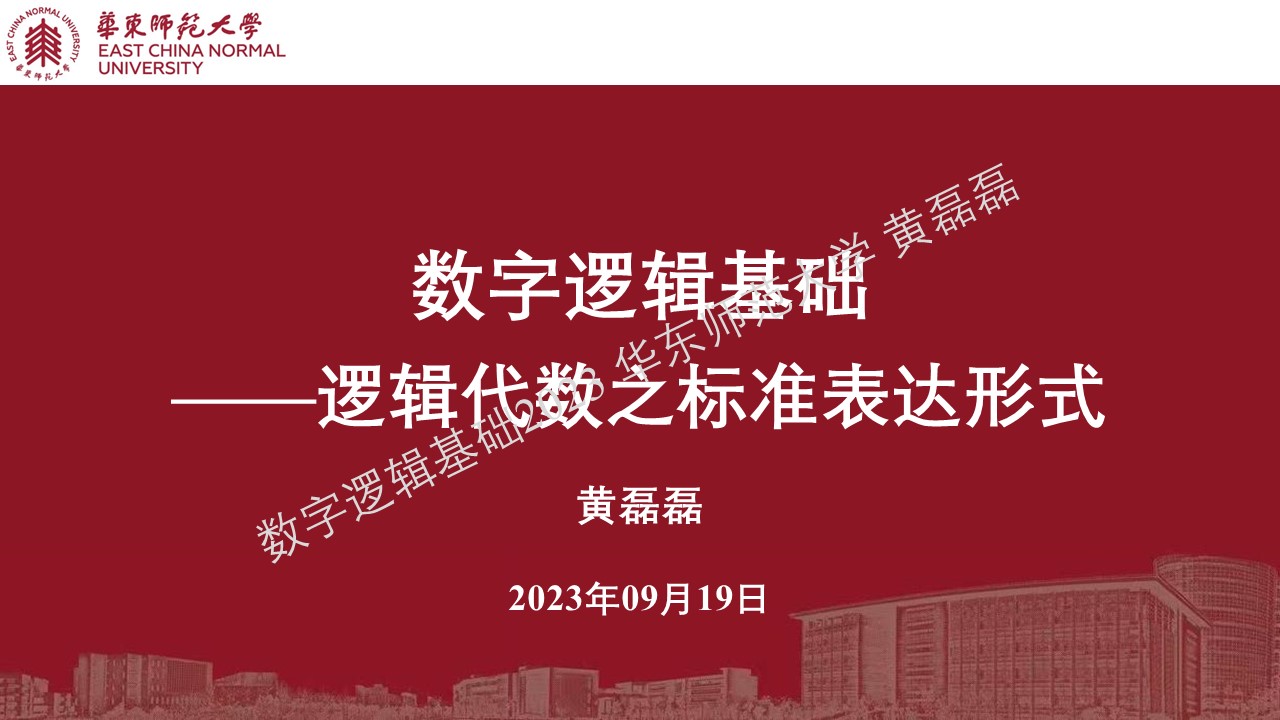 EAST CHINA NORMAL UNIVERSITY
華東師范大學
華東師范大學
EAST CHINA NORMAL
UNIVERSITY
数字逻辑基础
——逻辑代数之标准表达形式
数字逻辑基础2023 华东师范大学 黄磊磊
黄磊磊
2023年09月19日